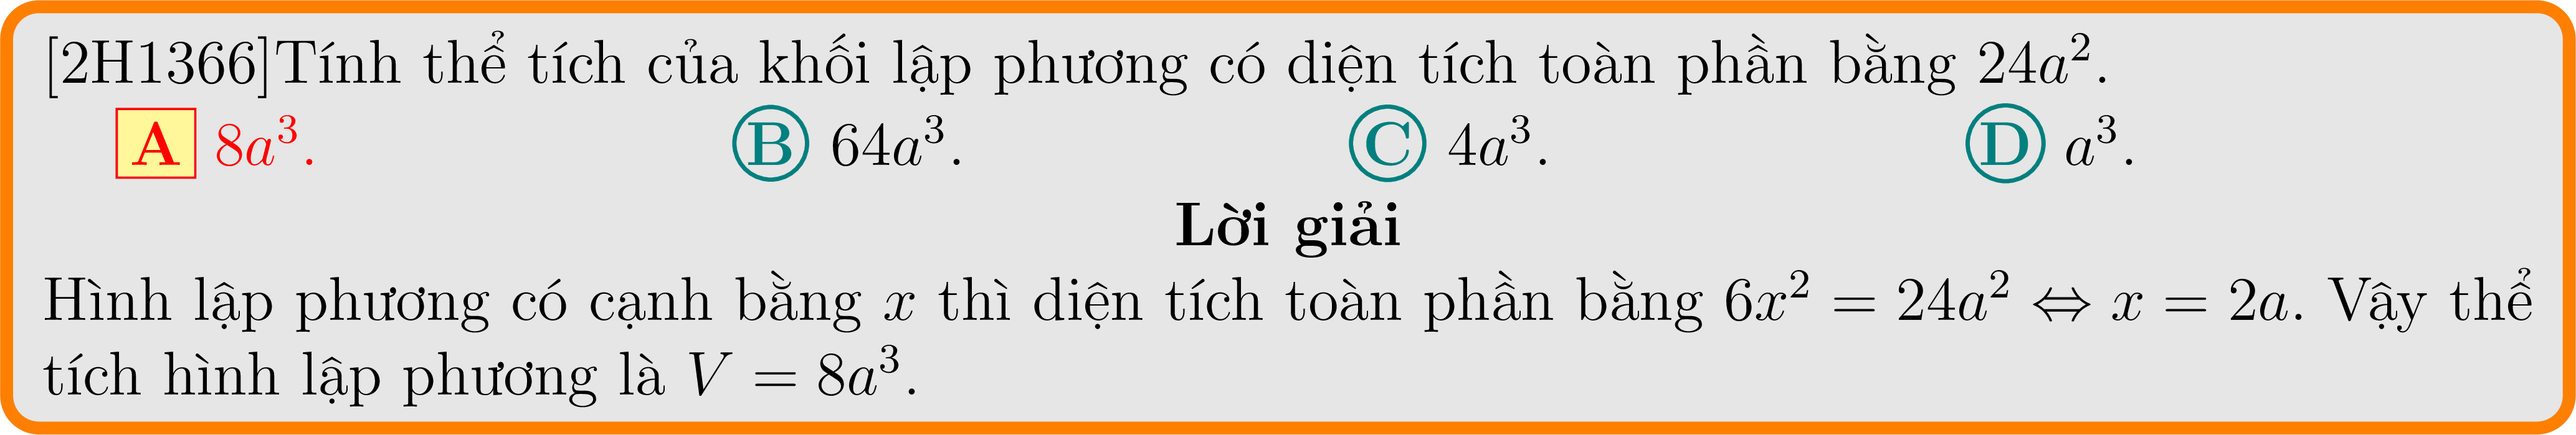 [2H1366]Tính thể tích của khối lập phương có diện tích toàn phần bằng 24a².
A 8a³. B 64a³. C 4a³. D a³.
Lời giải
Hình lập phương có cạnh bằng x thì diện tích toàn phần bằng 6x² = 24a² ⇔ x = 2a. Vậy thể
tích hình lập phương là V = 8a³.